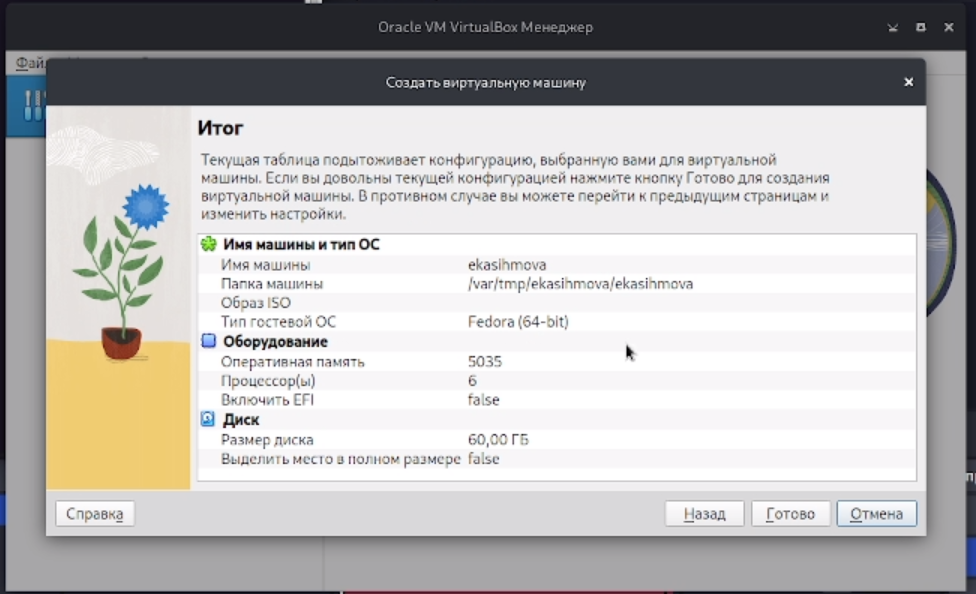 Oracle VM VirtualBox Менеджер
Файл
Создать виртуальную машину
Итог
Текущая таблица подытоживает конфигурацию, выбранную вами для виртуальной
машины. Если вы довольны текущей конфигурацией нажмите кнопку Готово для создания
виртуальной машины. В противном случае вы можете перейти к предыдущим страницам и
изменить настройки.
Имя машины и тип ОС
Имя машины ekasihmova
Папка машины /var/tmp/ekasihmova/ekasihmova
Образ ISO
Тип гостевой ОС Fedora (64-bit)
Оборудование
Оперативная память 5035
Процессор(ы) 6
Включить EFI false
Диск
Размер диска 60,00 ГБ
Выделить место в полном размере false
Справка Назад Готово Отмена